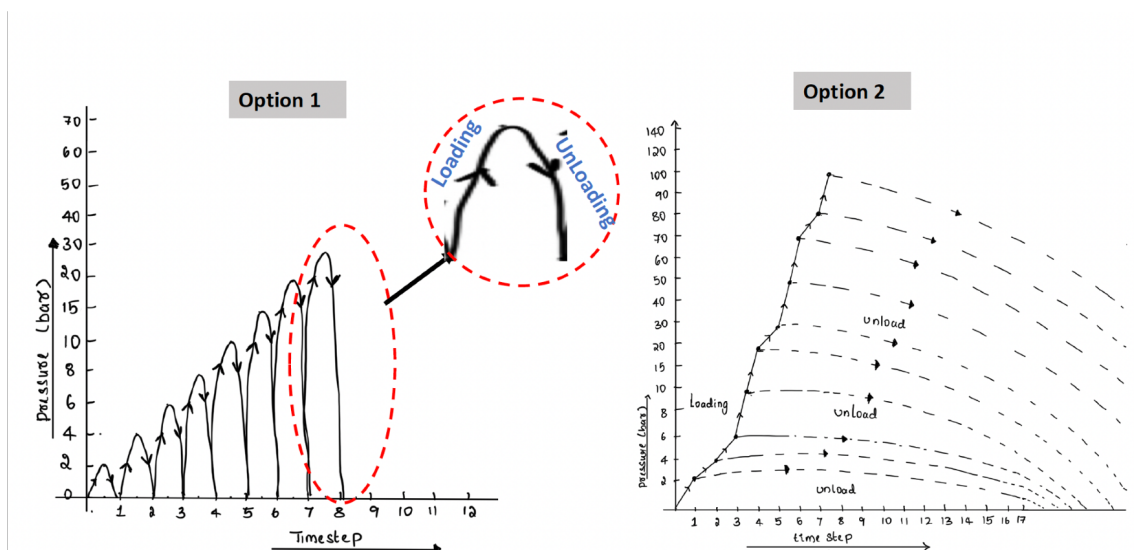 Option 1
70
60
50
40
30
20
15
10
8
6
4
2
0
Pressure (bar)
1 2 3 4 5 6 7 8 9 10 11 12
Timestep
Loading
UnLoading
Option 2
140
120
100
90
80
70
60
50
40
30
20
10
8
6
4
2
pressure (bar)
Loading
unload
unload
unload
1 2 3 4 5 6 7 8 9 10 11 12 13 14 15 16 17
time step